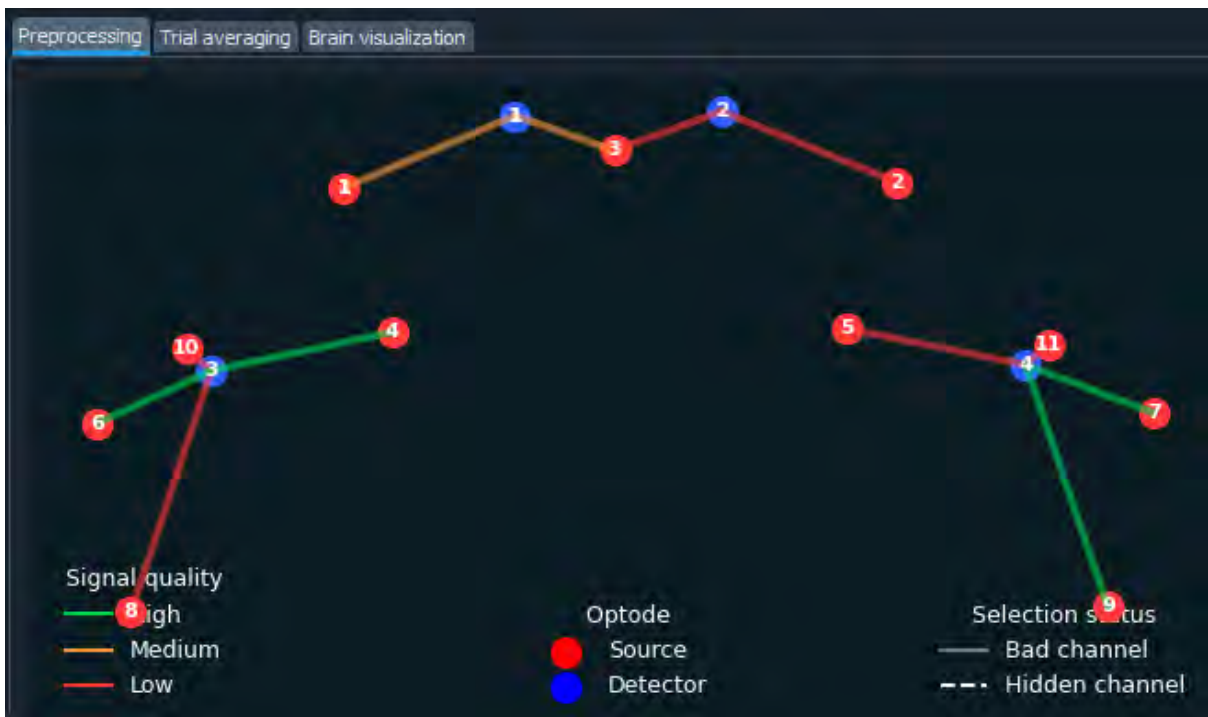 Preprocessing Trial averaging Brain visualization
1 2
3
1 2
4 5
10 11
3 4
6 7
Signal quality
8 9
High Optode Selection status
Medium Source Bad channel
Low Detector Hidden channel